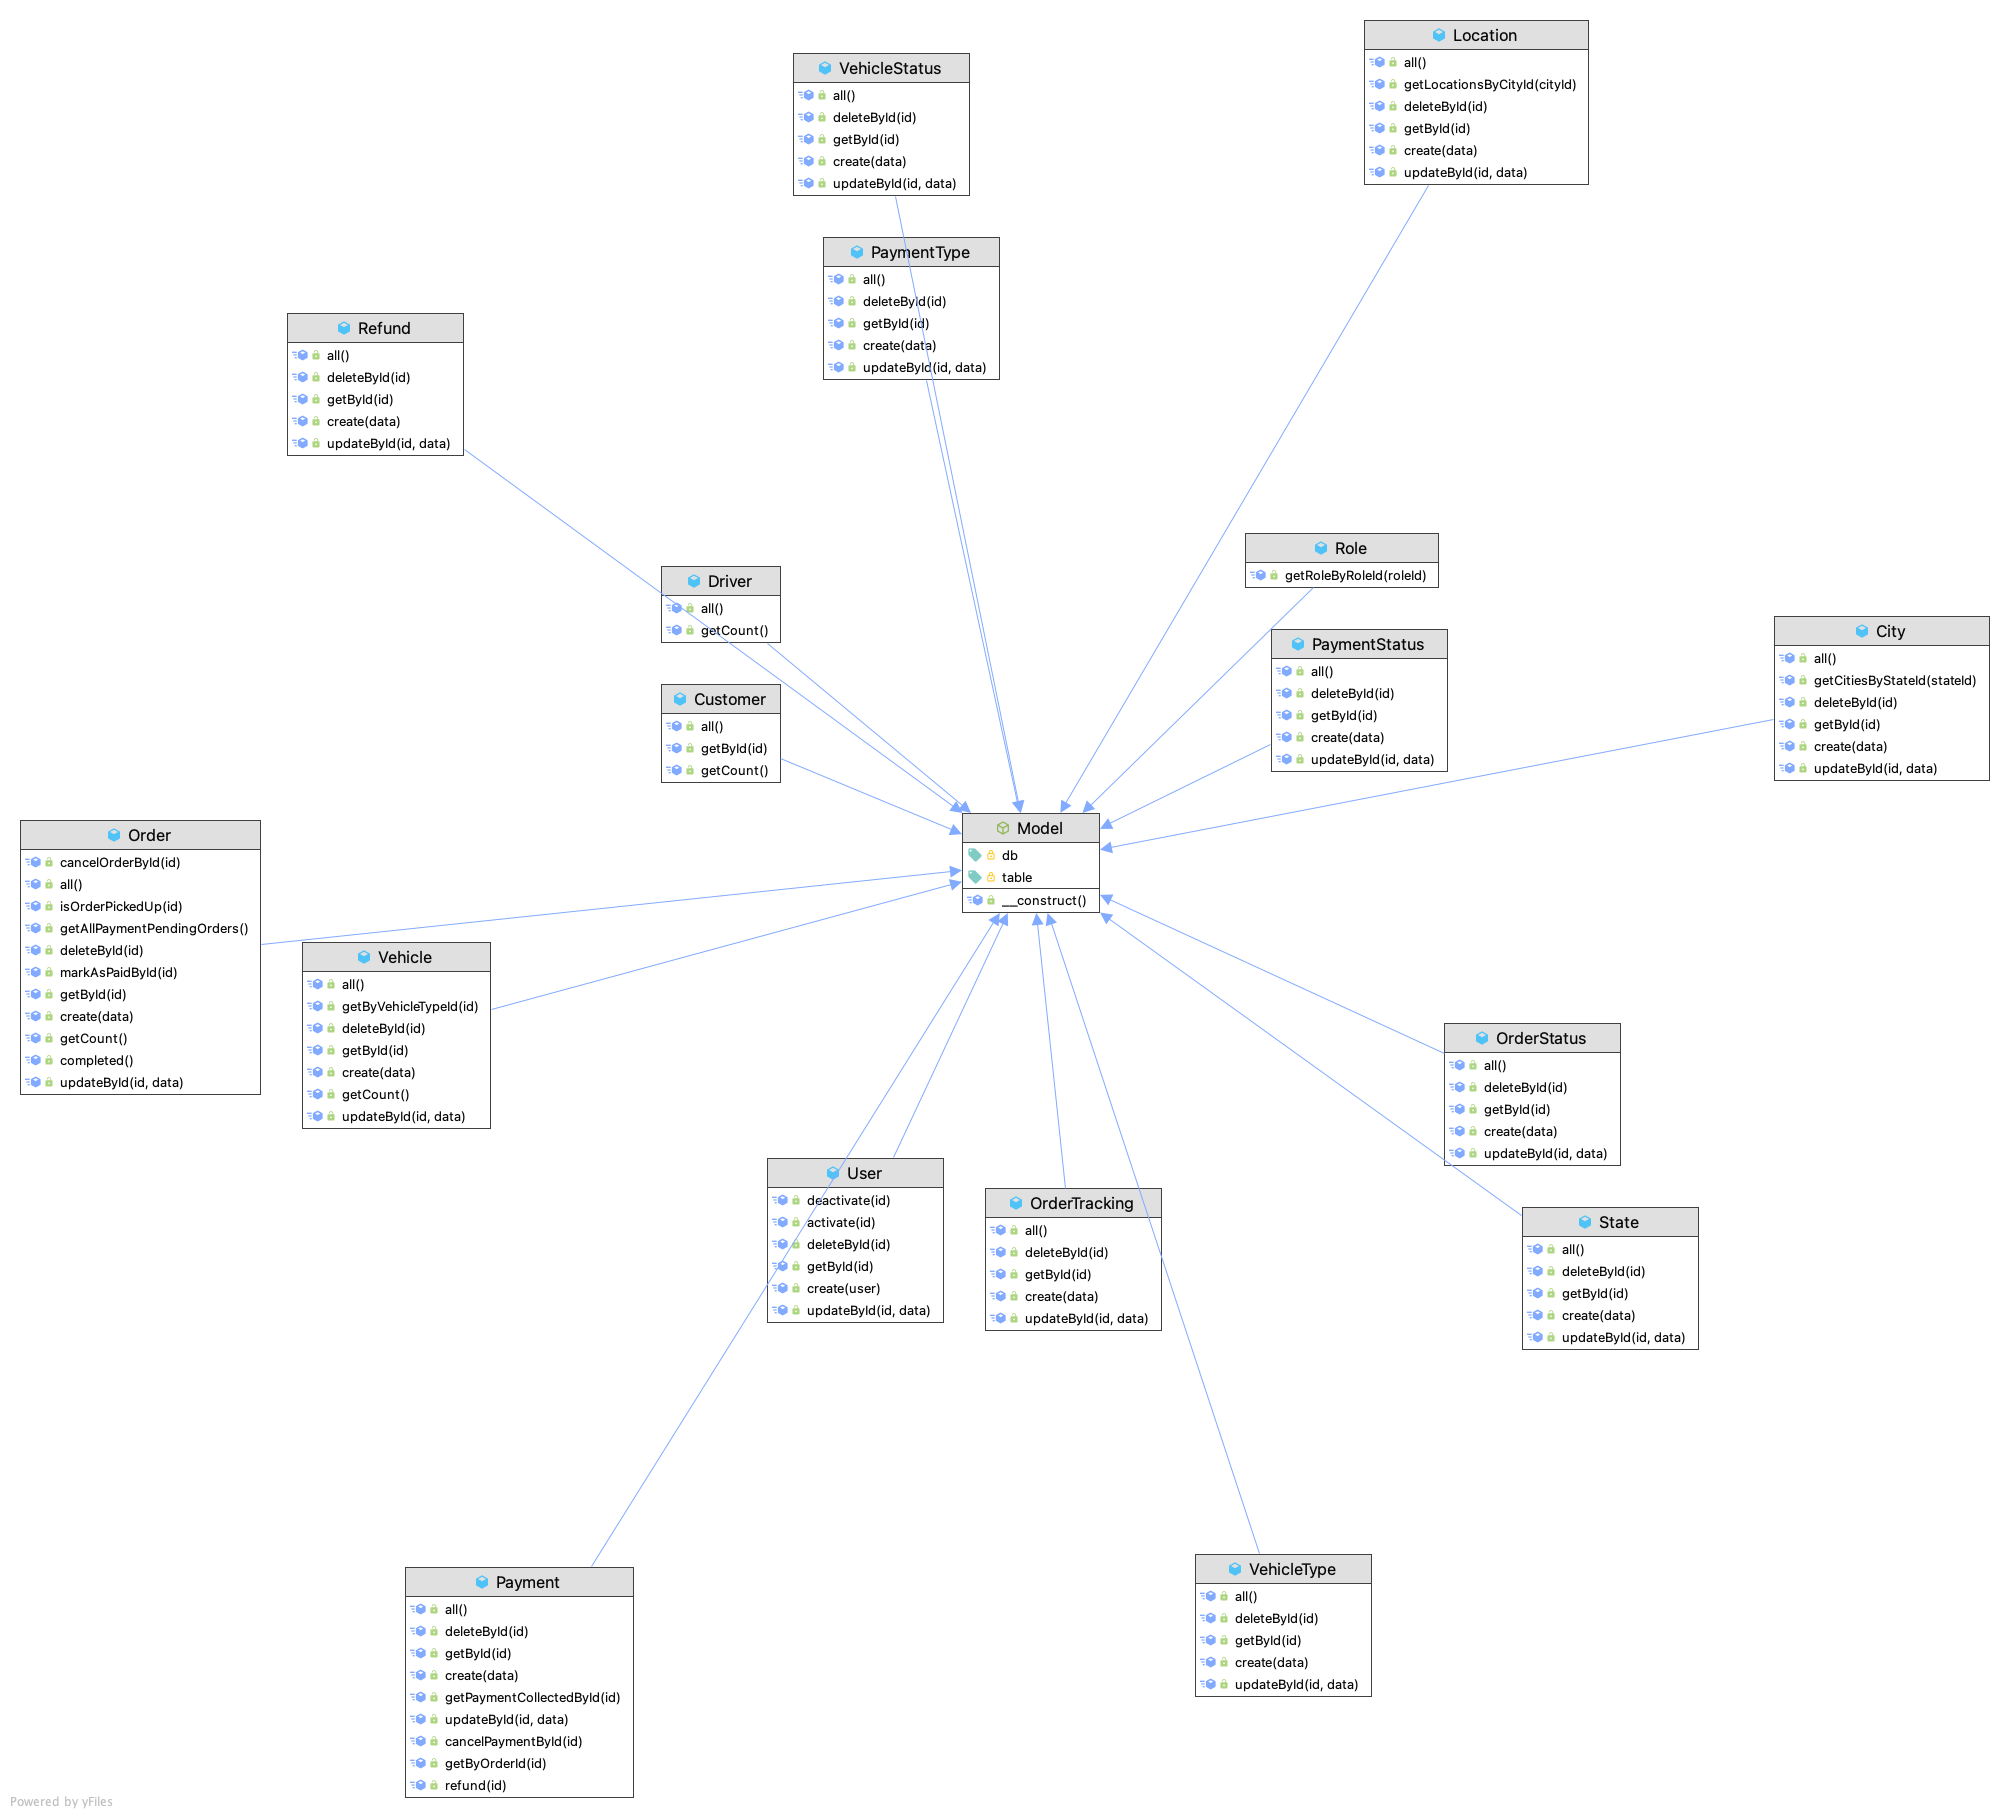 Location
all()
getLocationsByCityId(cityId)
deleteById(id)
getById(id)
create(data)
updateById(id, data)
VehicleStatus
all()
deleteById(id)
getById(id)
create(data)
updateById(id, data)
PaymentType
all()
deleteById(id)
getById(id)
create(data)
updateById(id, data)
Refund
all()
deleteById(id)
getById(id)
create(data)
updateById(id, data)
Role
getRoleByRoleId(roleId)
Driver
all()
getCount()
City
all()
getCitiesByStateId(stateId)
deleteById(id)
getById(id)
create(data)
updateById(id, data)
PaymentStatus
all()
deleteById(id)
getById(id)
create(data)
updateById(id, data)
Customer
all()
getById(id)
getCount()
Model
db
table
__construct()
Order
cancelOrderById(id)
all()
isOrderPickedUp(id)
getAllPaymentPendingOrders()
deleteById(id)
markAsPaidById(id)
getById(id)
create(data)
getCount()
completed()
updateById(id, data)
Vehicle
all()
getByVehicleTypeId(id)
deleteById(id)
getById(id)
create(data)
getCount()
updateById(id, data)
OrderStatus
all()
deleteById(id)
getById(id)
create(data)
updateById(id, data)
User
deactivate(id)
activate(id)
deleteById(id)
getById(id)
create(user)
updateById(id, data)
OrderTracking
all()
deleteById(id)
getById(id)
create(data)
updateById(id, data)
State
all()
deleteById(id)
getById(id)
create(data)
updateById(id, data)
VehicleType
all()
deleteById(id)
getById(id)
create(data)
updateById(id, data)
Payment
all()
deleteById(id)
getById(id)
create(data)
getPaymentCollectedById(id)
updateById(id, data)
cancelPaymentById(id)
getByOrderId(id)
refund(id)
Powered by yFiles